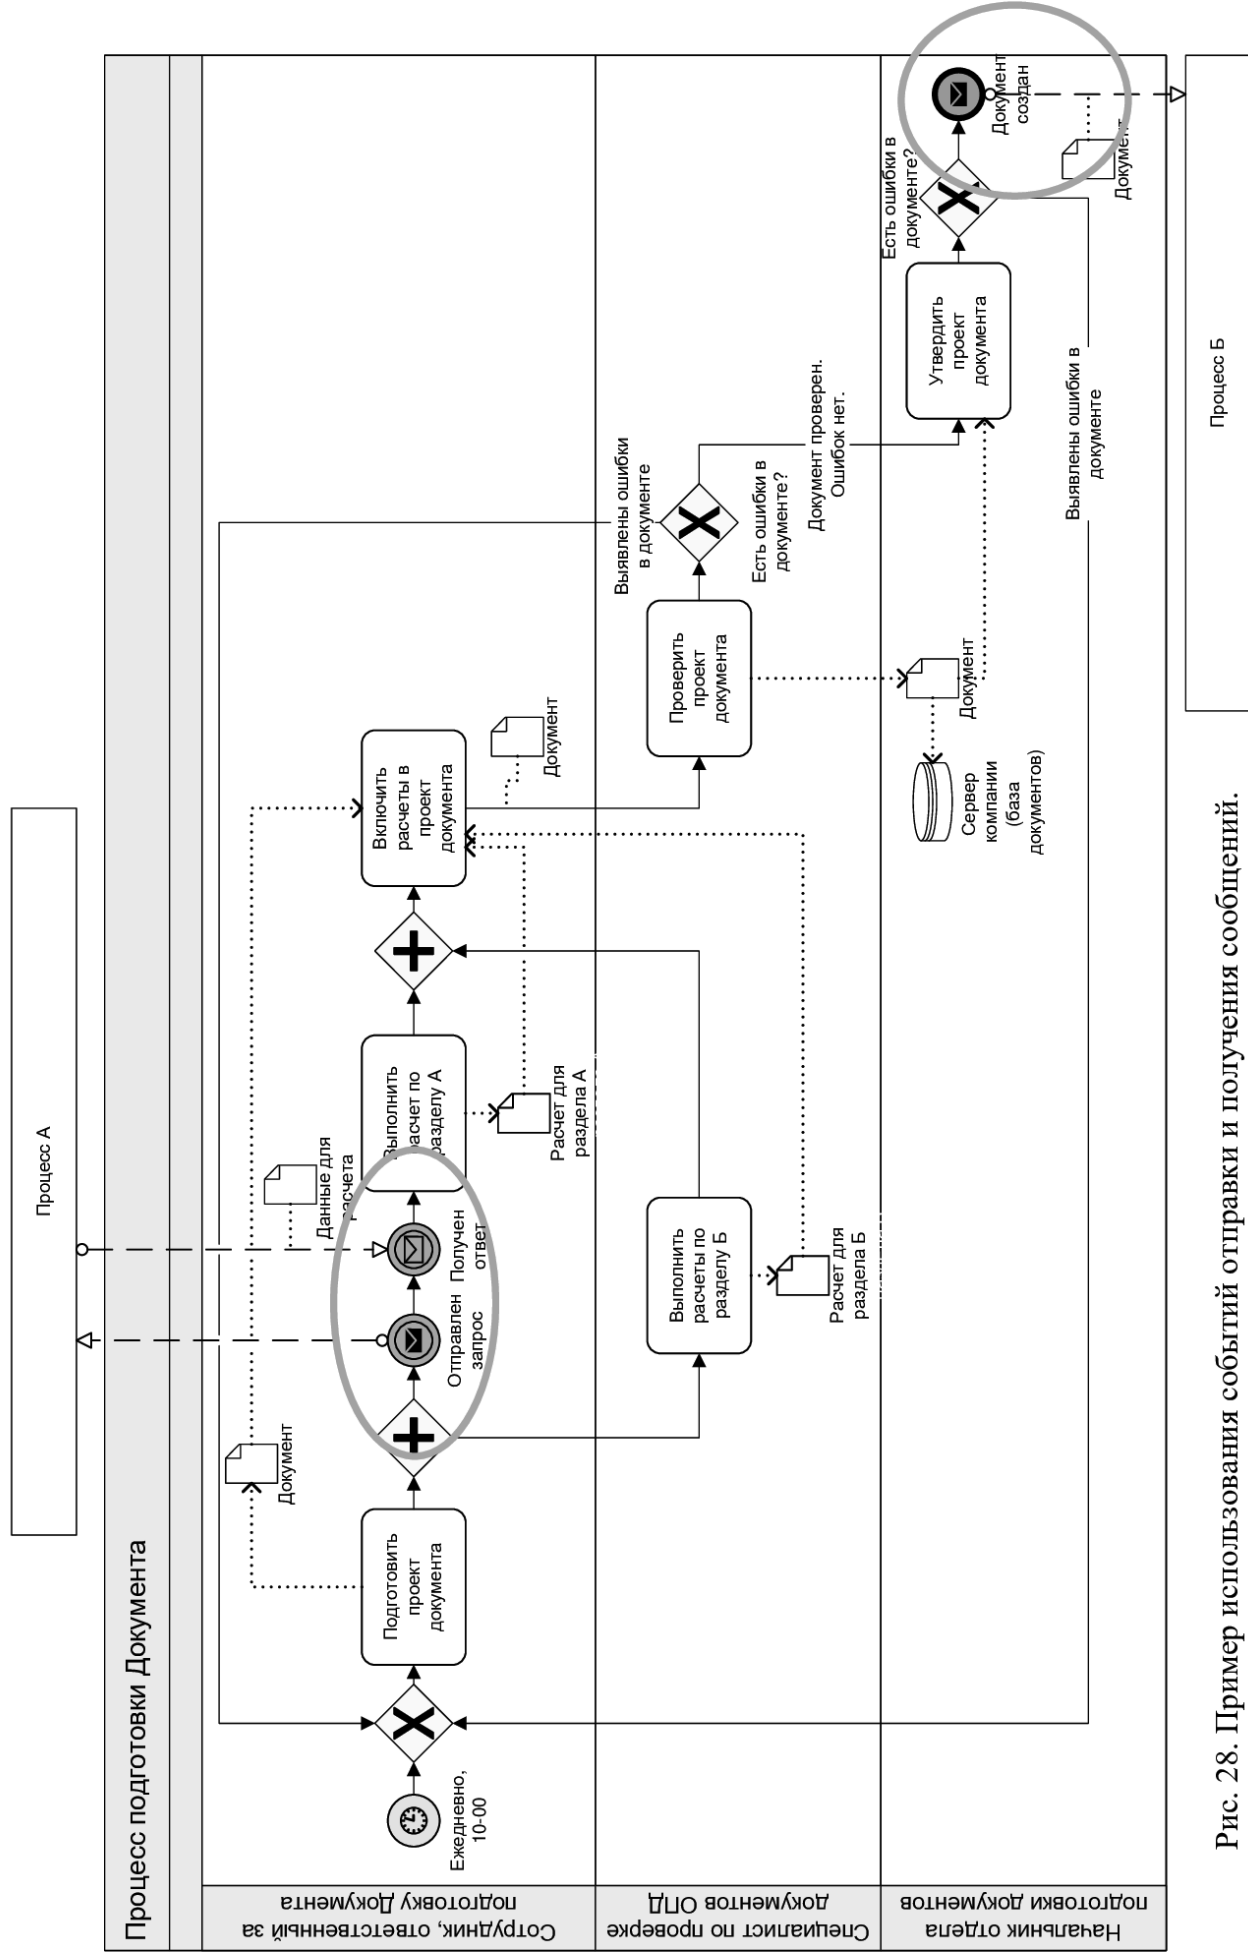 Процесс А
Процесс подготовки Документа
Сотрудник, ответственный за
подготовку Документа
Ежедневно,
10-00
Подготовить
проект
документа
Документ
Отправлен
запрос
Получен
ответ
Данные для
расчета
Выполнить
расчет по
разделу А
Расчет для
раздела А
Включить
расчеты в
проект
документа
Документ
Специалист по проверке
документов ОПД
Выполнить
расчеты по
разделу Б
Расчет для
раздела Б
Проверить
проект
документа
Выявлены ошибки
в документе
Есть ошибки в
документе?
Документ проверен.
Ошибок нет.
Начальник отдела
подготовки документов
Сервер
компании
(база
документов)
Документ
Утвердить
проект
документа
Есть ошибки в
документе?
Документ
создан
Документ
Выявлены ошибки в
документе
Процесс Б
Рис. 28. Пример использования событий отправки и получения сообщений.